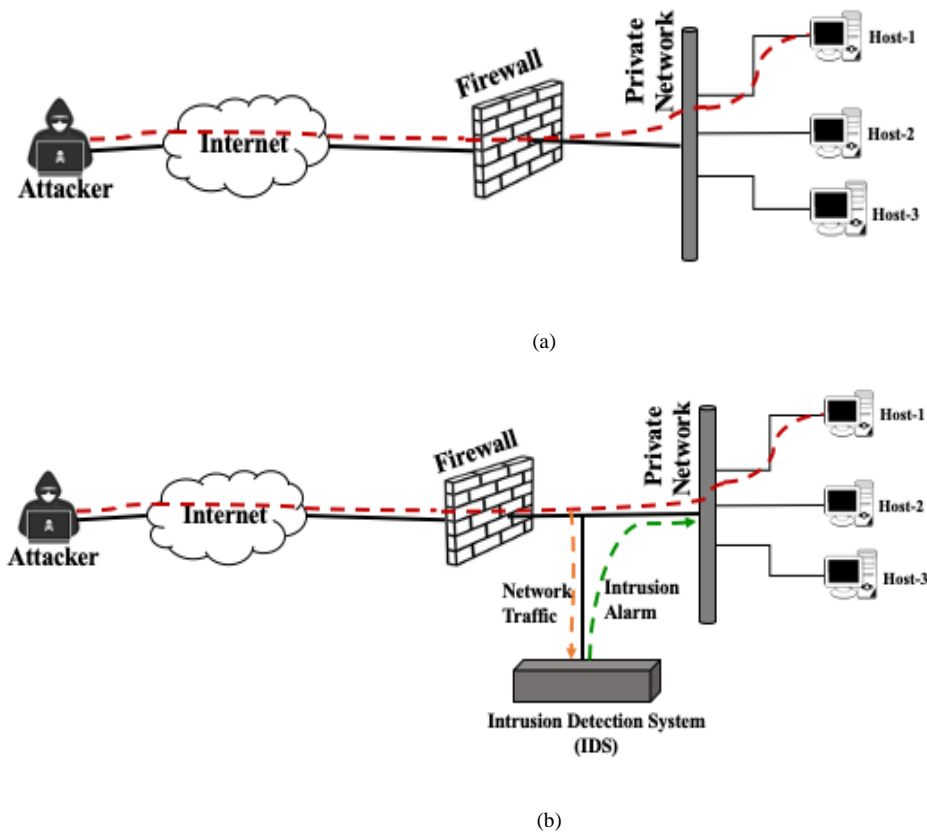 Attacker
Internet
Firewall
Private
Network
Host-1
Host-2
Host-3
(a)
Attacker
Internet
Firewall
Private
Network
Host-1
Host-2
Host-3
Network
Traffic
Intrusion
Alarm
Intrusion Detection System
(IDS)
(b)